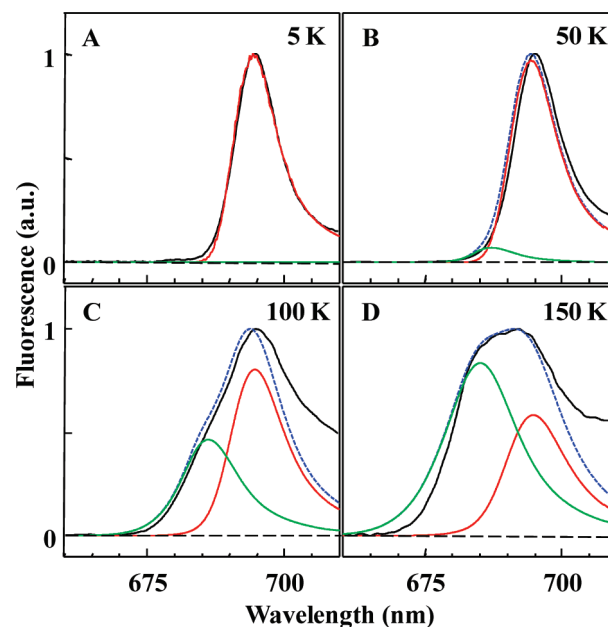 A 5 K
B 50 K
1
0
Fluorescence (a.u.)
C 100 K
D 150 K
1
0
675 700 675 700
Wavelength (nm)